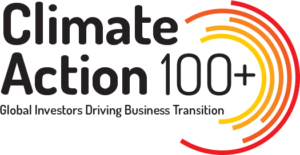 Climate
Action 100+
Global Investors Driving Business Transition